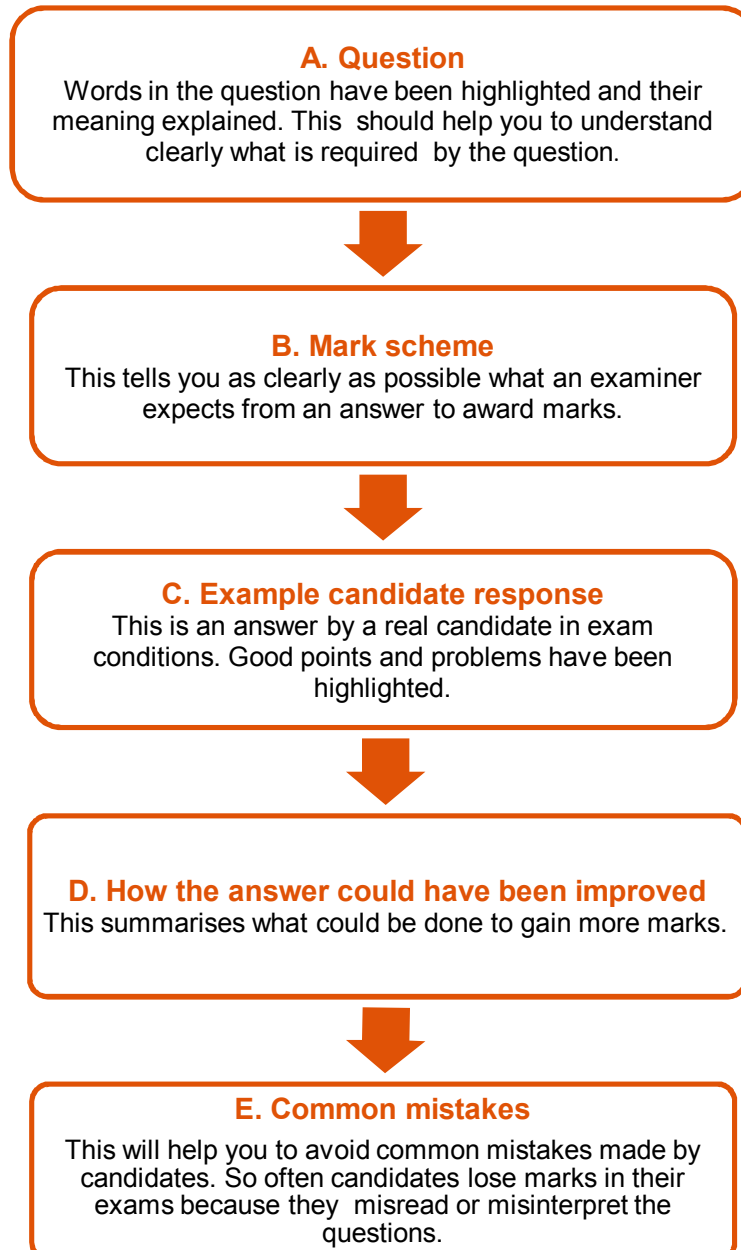 A. Question
Words in the question have been highlighted and their
meaning explained. This should help you to understand
clearly what is required by the question.
B. Mark scheme
This tells you as clearly as possible what an examiner
expects from an answer to award marks.
C. Example candidate response
This is an answer by a real candidate in exam
conditions. Good points and problems have been
highlighted.
D. How the answer could have been improved
This summarises what could be done to gain more marks.
E. Common mistakes
This will help you to avoid common mistakes made by
candidates. So often candidates lose marks in their
exams because they misread or misinterpret the
questions.